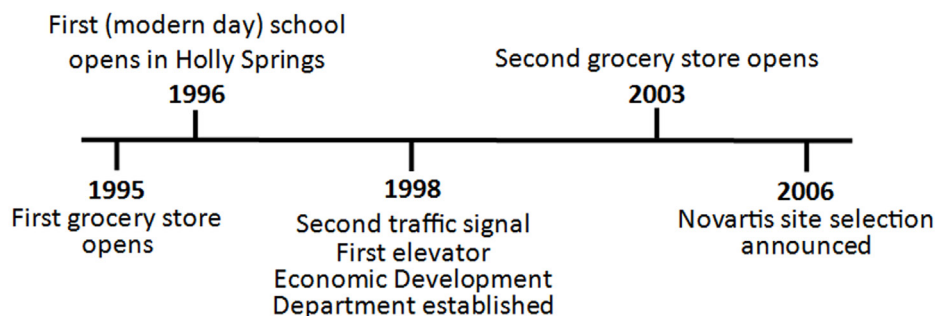 First (modern day) school
opens in Holly Springs
1996
Second grocery store opens
2003
1995
First grocery store
opens
1998
Second traffic signal
First elevator
Economic Development
Department established
2006
Novartis site selection
announced